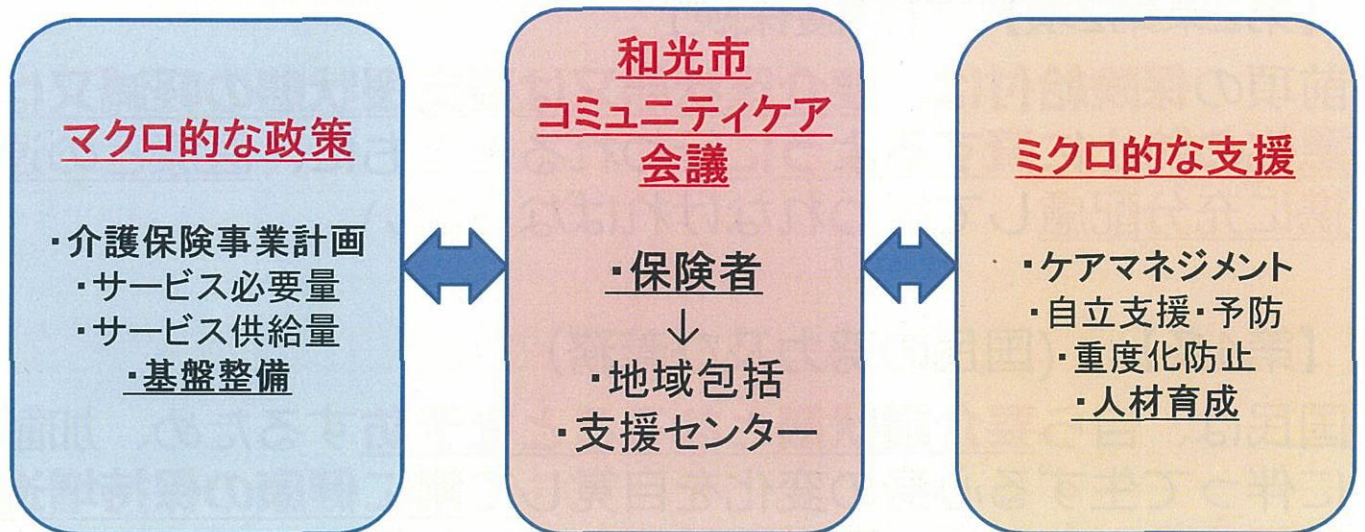 マクロ的な政策
・介護保険事業計画
・サービス必要量
・サービス供給量
・基盤整備
和光市
コミュニティケア
会議
・保険者
↓
・地域包括
・支援センター
ミクロ的な支援
・ケアマネジメント
・自立支援・予防
・重度化防止
・人材育成